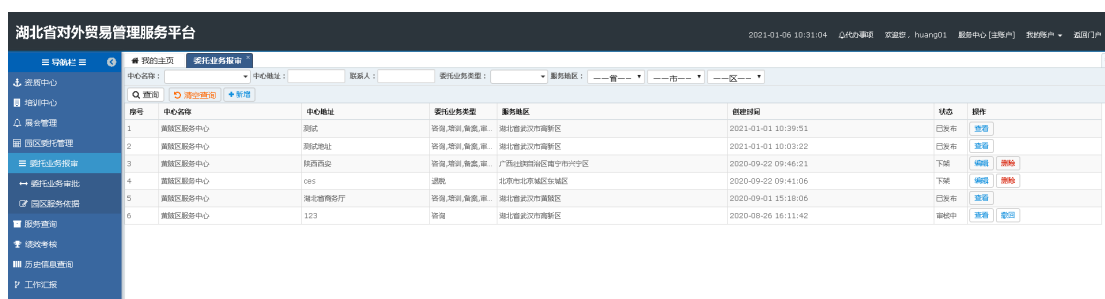 湖北省对外贸易管理服务平台
2021-01-06 10:31:04 代办事项 欢迎您, huang01 服务中心 [主账户] 我的账户 返回门户
导航栏
我的主页 委托业务报审 ×
中心名称： 中心地址： 联系人： 委托业务类型： 服务地区： ——省—— ——市—— ——区——
查询 清空查询 +新增
序号 中心名称 中心地址 委托业务类型 服务地区 创建时间 状态 操作
1 黄陂区服务中心 测试 咨询,培训,备案,审... 湖北省武汉市高新区 2021-01-01 10:39:51 已发布 查看
2 黄陂区服务中心 测试地址 咨询,培训,备案,审... 湖北省武汉市高新区 2021-01-01 10:03:22 已发布 查看
3 黄陂区服务中心 陕西西安 咨询,培训,备案,审... 广西壮族自治区南宁市兴宁区 2020-09-22 09:46:21 下架 编辑 删除
4 黄陂区服务中心 ces 退税 北京市北京城区东城区 2020-09-22 09:41:06 下架 编辑 删除
5 黄陂区服务中心 湖北省商务厅 咨询,培训,备案,审... 湖北省武汉市黄陂区 2020-09-01 15:18:06 已发布 查看
6 黄陂区服务中心 123 咨询 湖北省武汉市高新区 2020-08-26 16:11:42 审核中 查看 撤回
资质中心
培训中心
展会管理
园区委托管理
委托业务报审
委托业务审批
园区服务依据
服务查询
绩效考核
历史信息查询
工作汇报